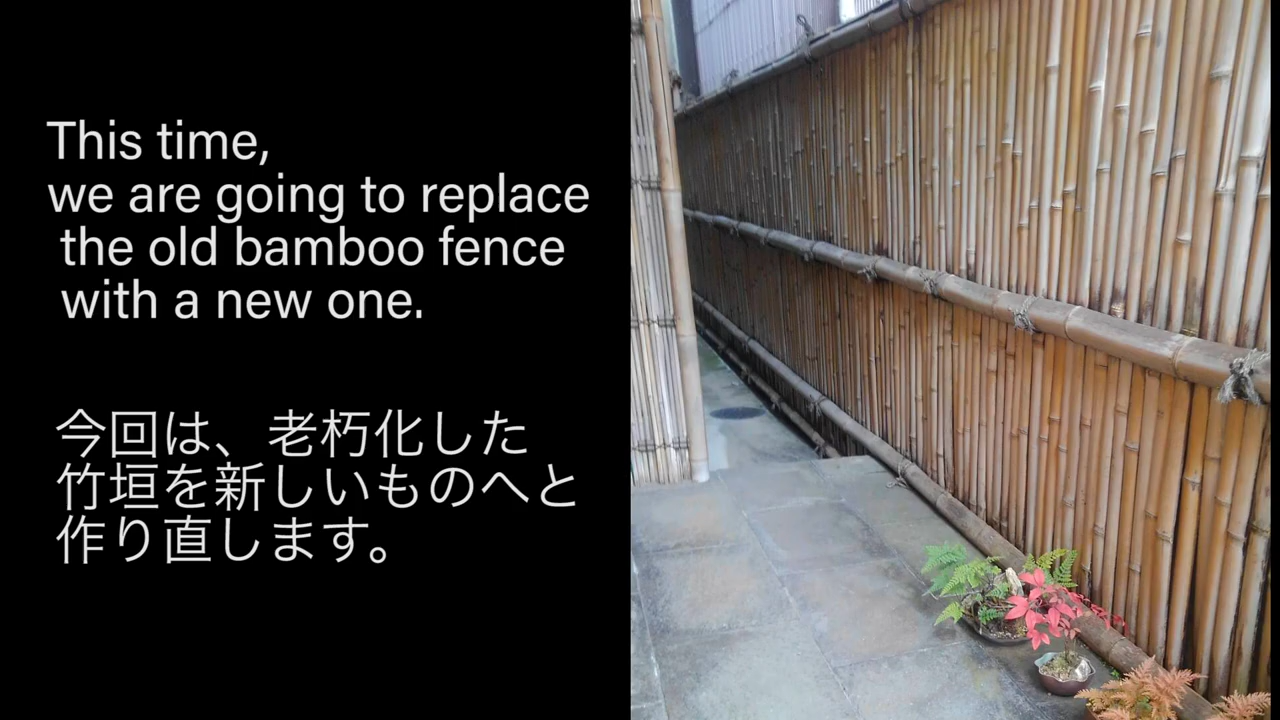 This time,
we are going to replace
the old bamboo fence
with a new one.
今回は、老朽化した
竹垣を新しいものへと
作り直します。